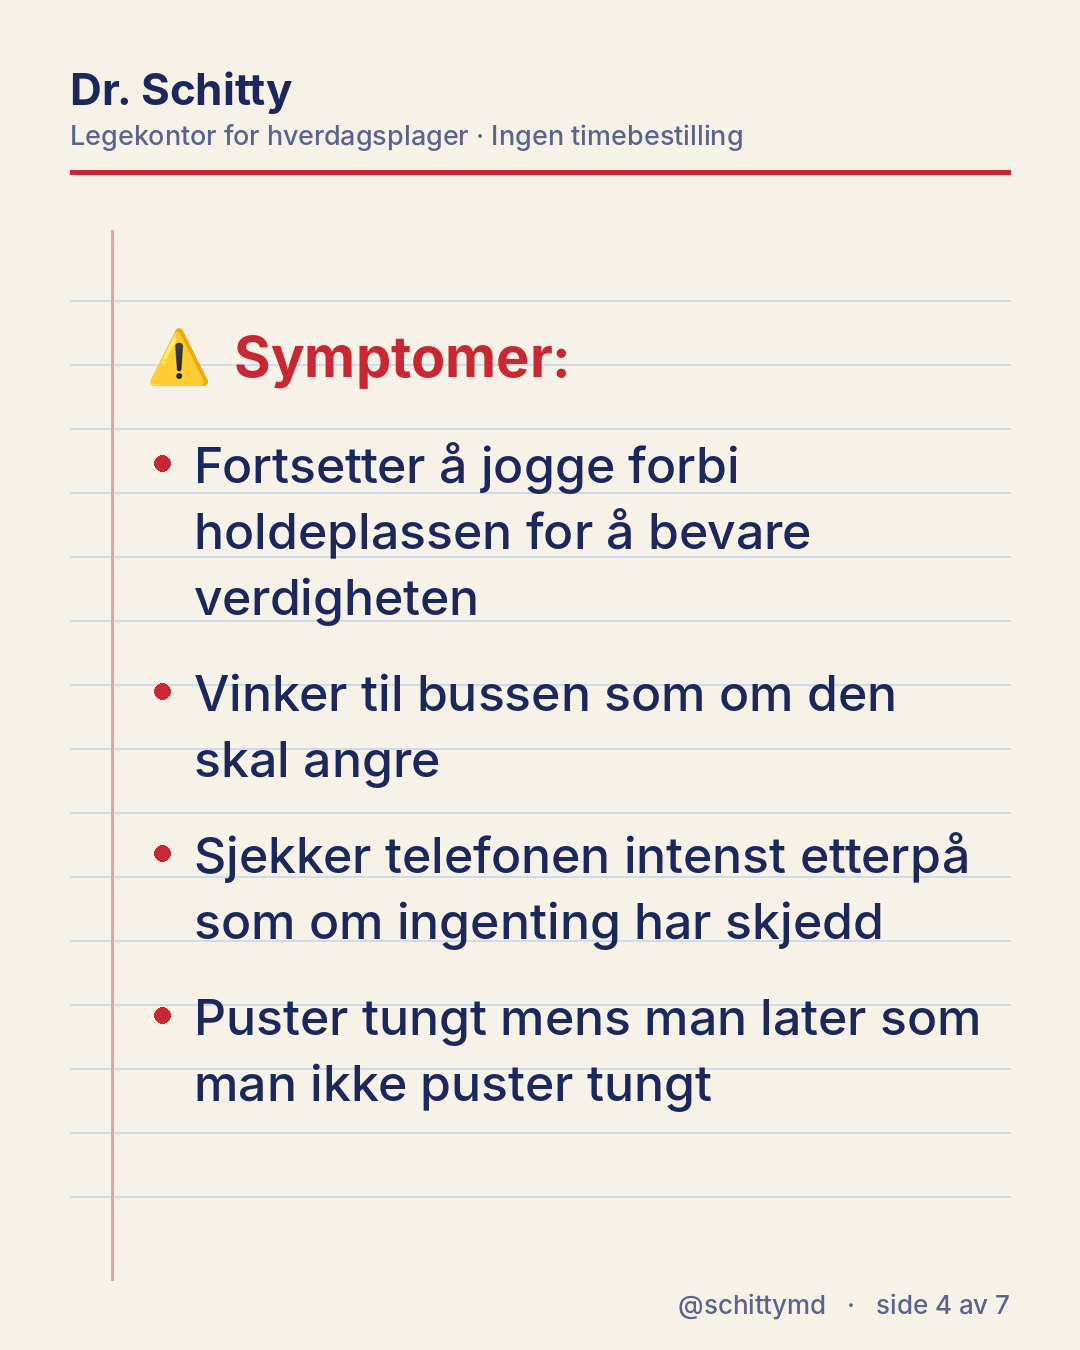 Dr. Schitty
Legekontor for hverdagsplager · Ingen timebestilling
⚠️ Symptomer:
• Fortsetter å jogge forbi
holdeplassen for å bevare
verdigheten
• Vinker til bussen som om den
skal angre
• Sjekker telefonen intenst etterpå
som om ingenting har skjedd
• Puster tungt mens man later som
man ikke puster tungt
@schittymd · side 4 av 7